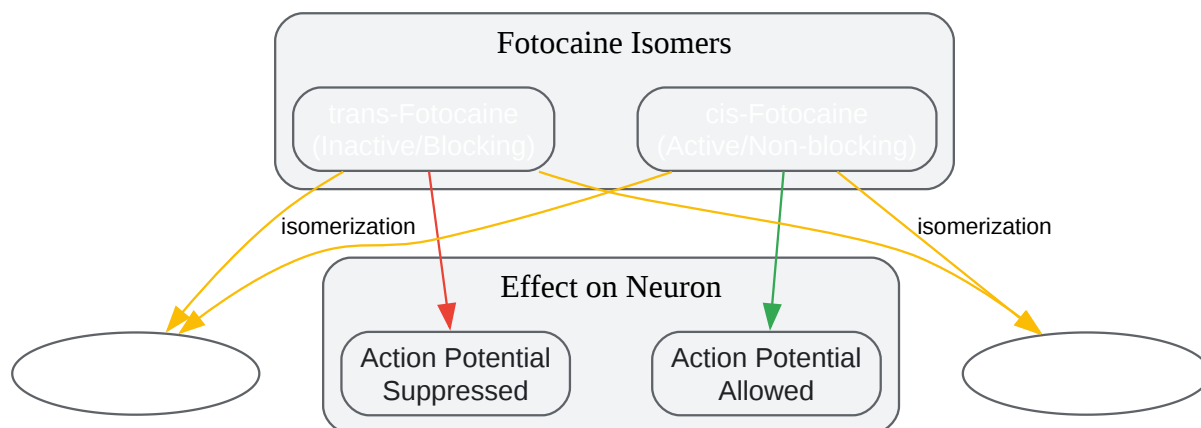 Fotocaine Isomers
trans-Fotocaine
(Inactive/Blocking)
cis-Fotocaine
(Active/Non-blocking)
isomerization
isomerization
Effect on Neuron
Action Potential
Suppressed
Action Potential
Allowed